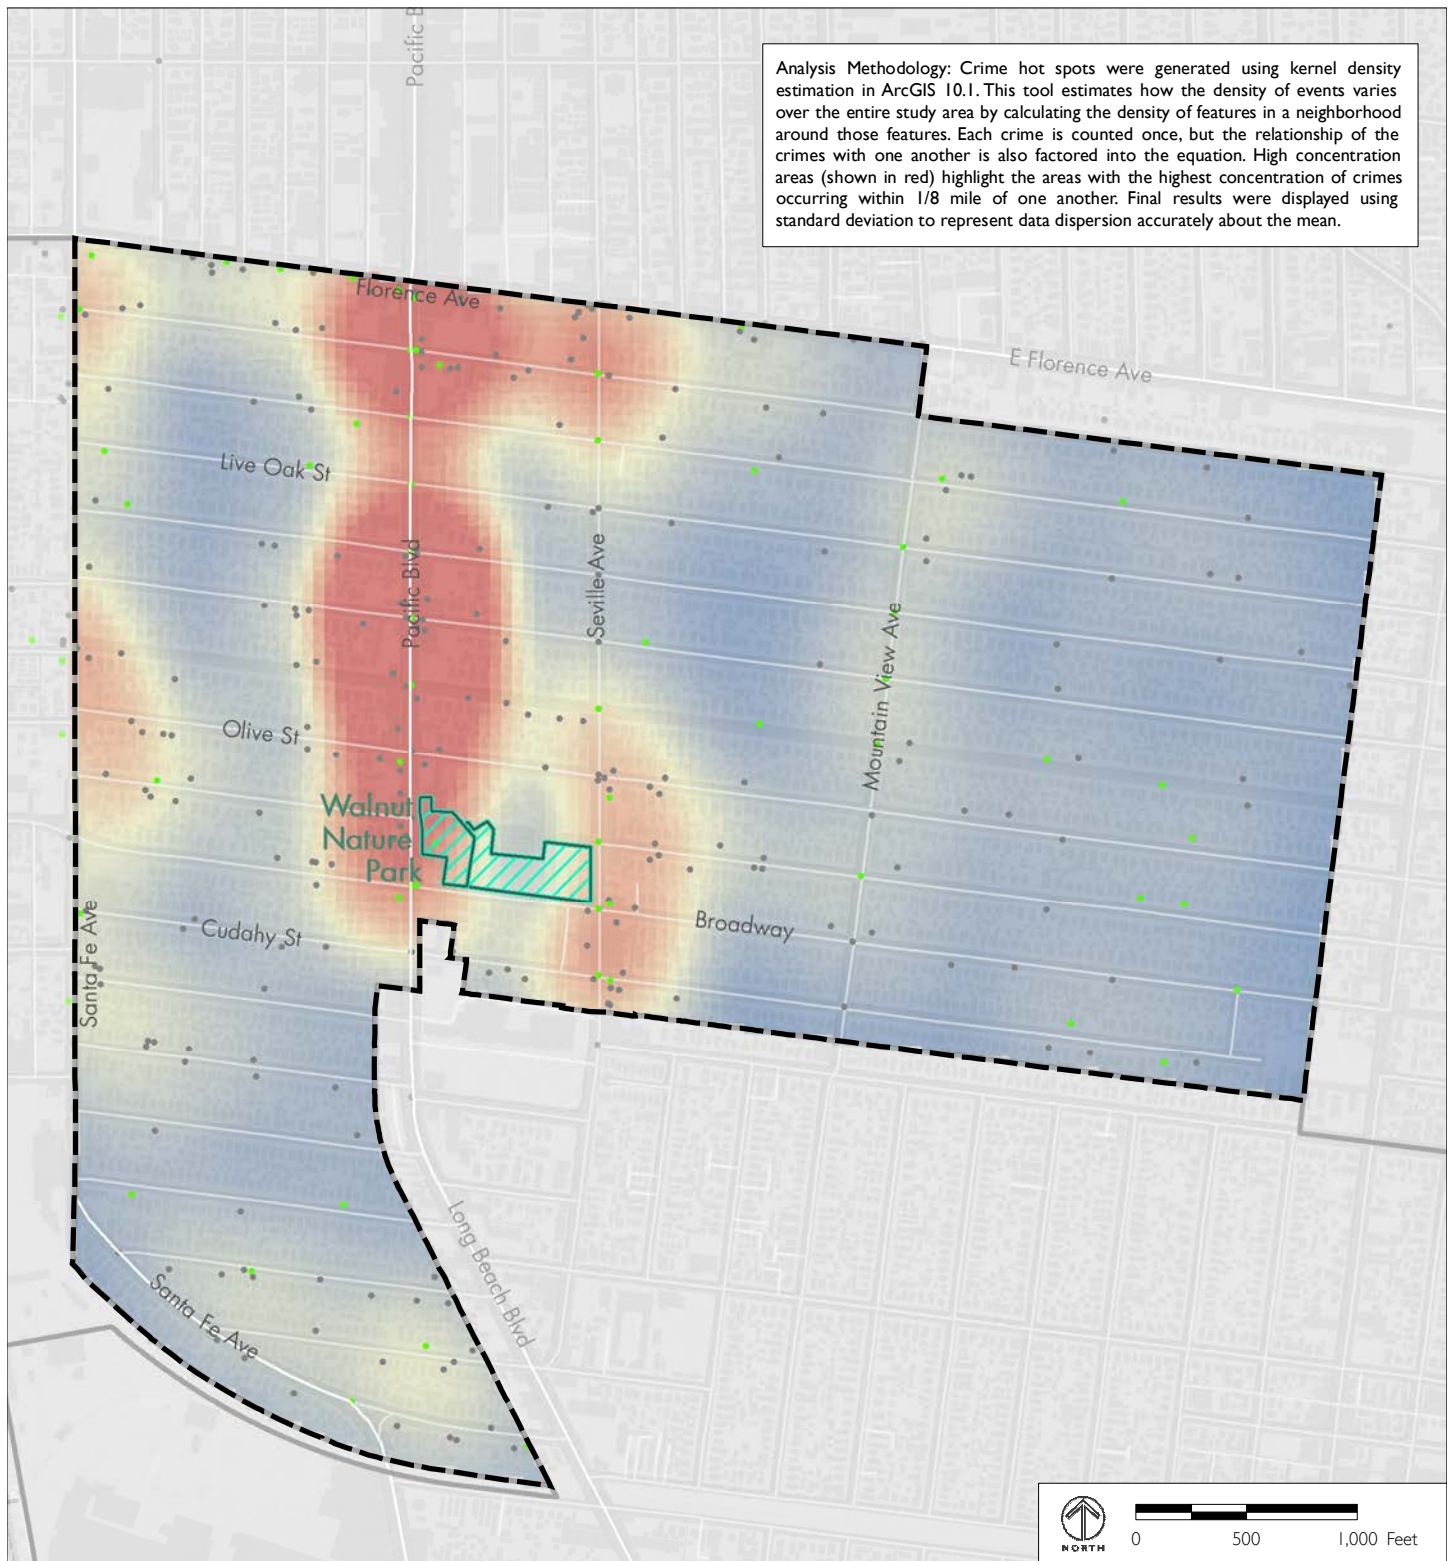 Pacific B
Analysis Methodology: Crime hot spots were generated using kernel density
estimation in ArcGIS 10.1. This tool estimates how the density of events varies
over the entire study area by calculating the density of features in a neighborhood
around those features. Each crime is counted once, but the relationship of the
crimes with one another is also factored into the equation. High concentration
areas (shown in red) highlight the areas with the highest concentration of crimes
occurring within 1/8 mile of one another. Final results were displayed using
standard deviation to represent data dispersion accurately about the mean.
Florence Ave
E Florence Ave
Live Oak St
Pacific Blvd
Seville Ave
Mountain View Ave
Olive St
Walnut
Nature
Park
Santa Fe Ave
Cudahy St
Broadway
Long Beach Blvd
Santa Fe Ave
NORTH
0 500 1,000 Feet